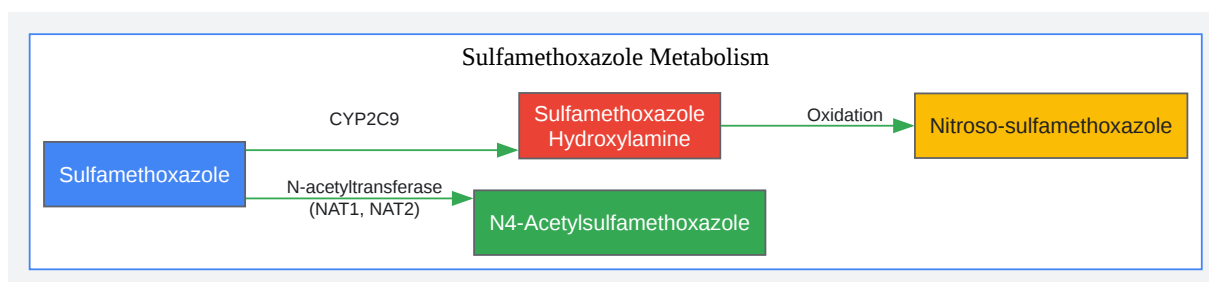 Sulfamethoxazole Metabolism
CYP2C9
Sulfamethoxazole
Hydroxylamine
Oxidation
Nitroso-sulfamethoxazole
Sulfamethoxazole
N-acetyltransferase
(NAT1, NAT2)
N4-Acetylsulfamethoxazole